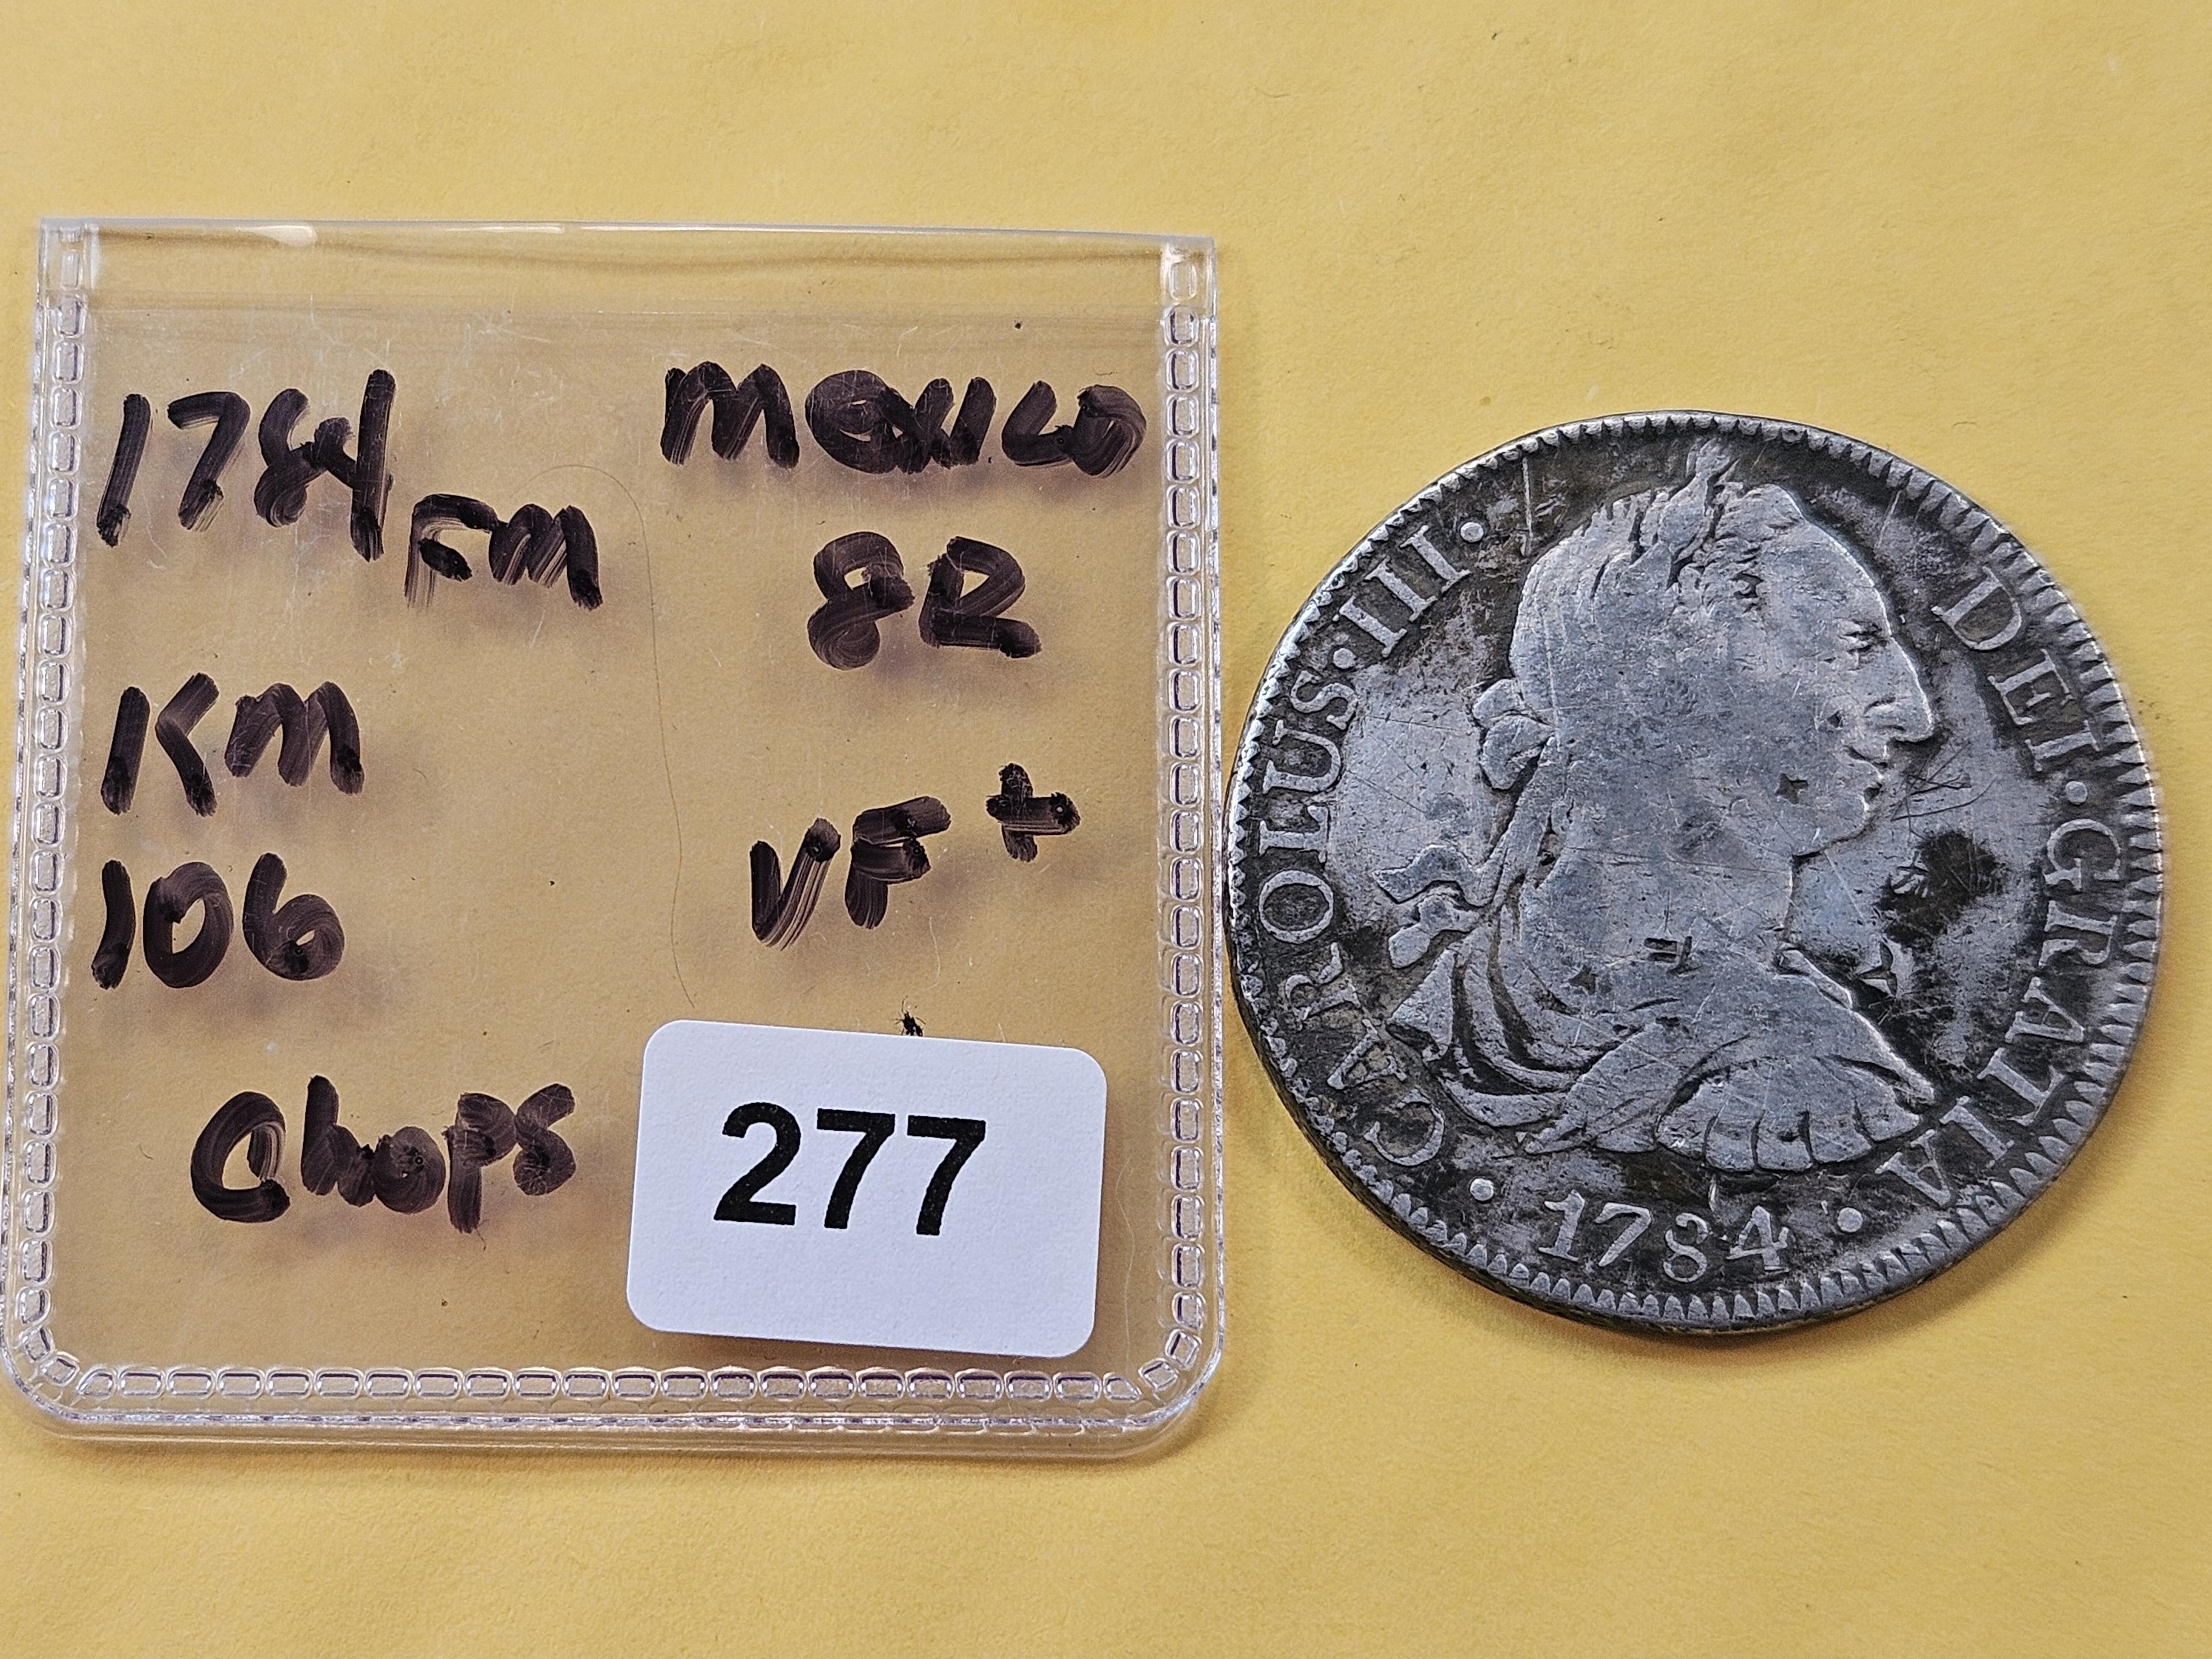 1784 FM
Mexico
8R
KM
106
VF+
Chops
277
CAROLUS·III· DEI·GRATIA
·1784·